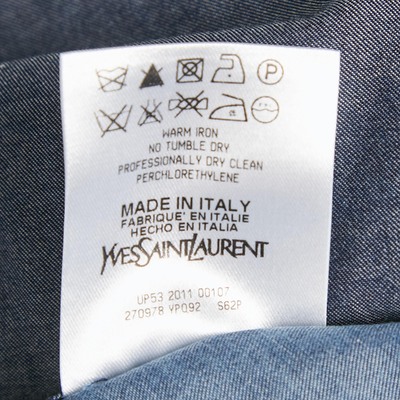 P
WARM IRON
NO TUMBLE DRY
PROFESSIONALLY DRY CLEAN
PERCHLORETHYLENE
MADE IN ITALY
FABRIQUE' EN ITALIE
HECHO EN ITALIA
YVESSAINTLAURENT
UP53 2011 00107
270978 YP092 S62P